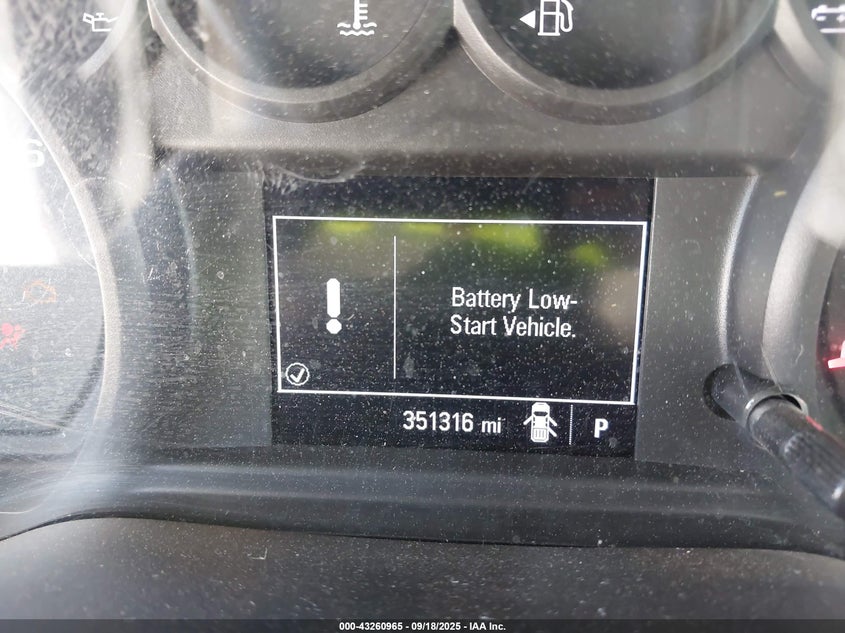 Battery Low-
Start Vehicle.
351316 mi
P
000-43260965 - 09/18/2025 - IAA Inc.